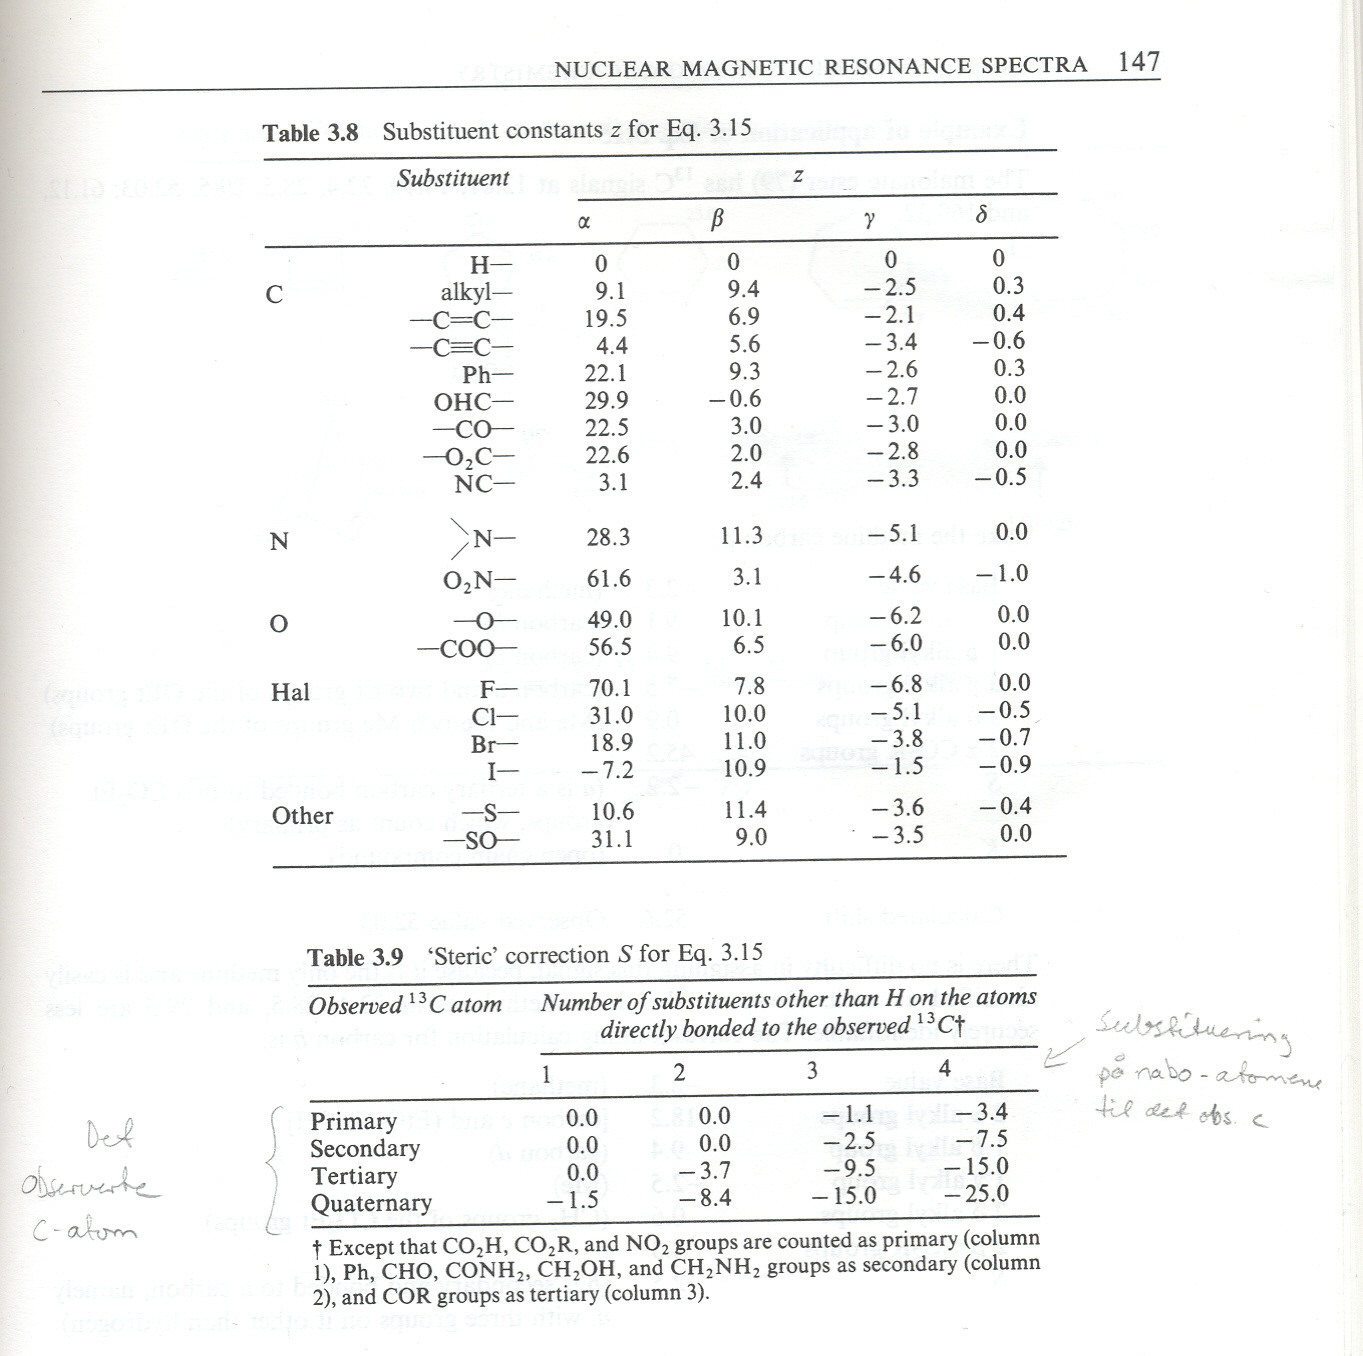 NUCLEAR MAGNETIC RESONANCE SPECTRA 147
Table 3.8 Substituent constants z for Eq. 3.15
Substituent z
α β γ δ
H— 0 0 0 0
C alkyl— 9.1 9.4 −2.5 0.3
—C=C— 19.5 6.9 −2.1 0.4
—C≡C— 4.4 5.6 −3.4 −0.6
Ph— 22.1 9.3 −2.6 0.3
OHC— 29.9 −0.6 −2.7 0.0
—CO— 22.5 3.0 −3.0 0.0
—O₂C— 22.6 2.0 −2.8 0.0
NC— 3.1 2.4 −3.3 −0.5
N >N— 28.3 11.3 −5.1 0.0
O₂N— 61.6 3.1 −4.6 −1.0
O —O— 49.0 10.1 −6.2 0.0
—COO— 56.5 6.5 −6.0 0.0
Hal F— 70.1 7.8 −6.8 0.0
Cl— 31.0 10.0 −5.1 −0.5
Br— 18.9 11.0 −3.8 −0.7
I— −7.2 10.9 −1.5 −0.9
Other —S— 10.6 11.4 −3.6 −0.4
—SO— 31.1 9.0 −3.5 0.0
Table 3.9 ‘Steric’ correction S for Eq. 3.15
Observed ¹³C atom Number of substituents other than H on the atoms
directly bonded to the observed ¹³C†
1 2 3 4
Primary 0.0 0.0 −1.1 −3.4
Secondary 0.0 0.0 −2.5 −7.5
Tertiary 0.0 −3.7 −9.5 −15.0
Quaternary −1.5 −8.4 −15.0 −25.0
† Except that CO₂H, CO₂R, and NO₂ groups are counted as primary (column
1), Ph, CHO, CONH₂, CH₂OH, and CH₂NH₂ groups as secondary (column
2), and COR groups as tertiary (column 3).
Substituering
på nabo-atomene
til det obs. C
Det
observerte
C-atom